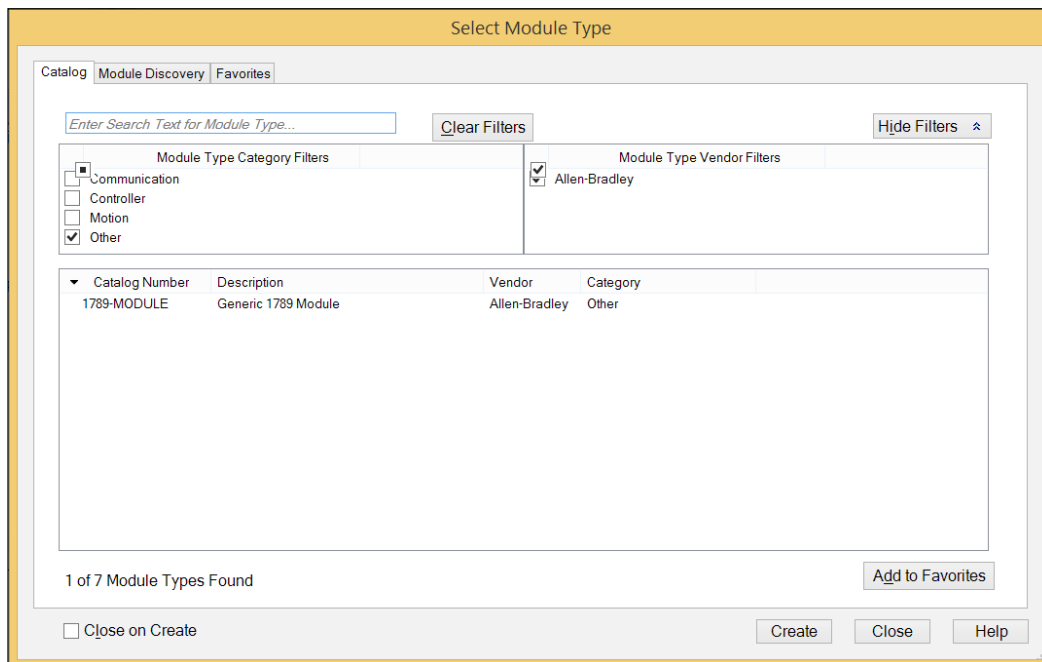 Select Module Type
Catalog Module Discovery Favorites
Enter Search Text for Module Type...
Clear Filters
Hide Filters
Module Type Category Filters
Module Type Vendor Filters
Communication
Allen-Bradley
Controller
Motion
Other
Catalog Number Description Vendor Category
1789-MODULE Generic 1789 Module Allen-Bradley Other
1 of 7 Module Types Found
Add to Favorites
Close on Create
Create Close Help